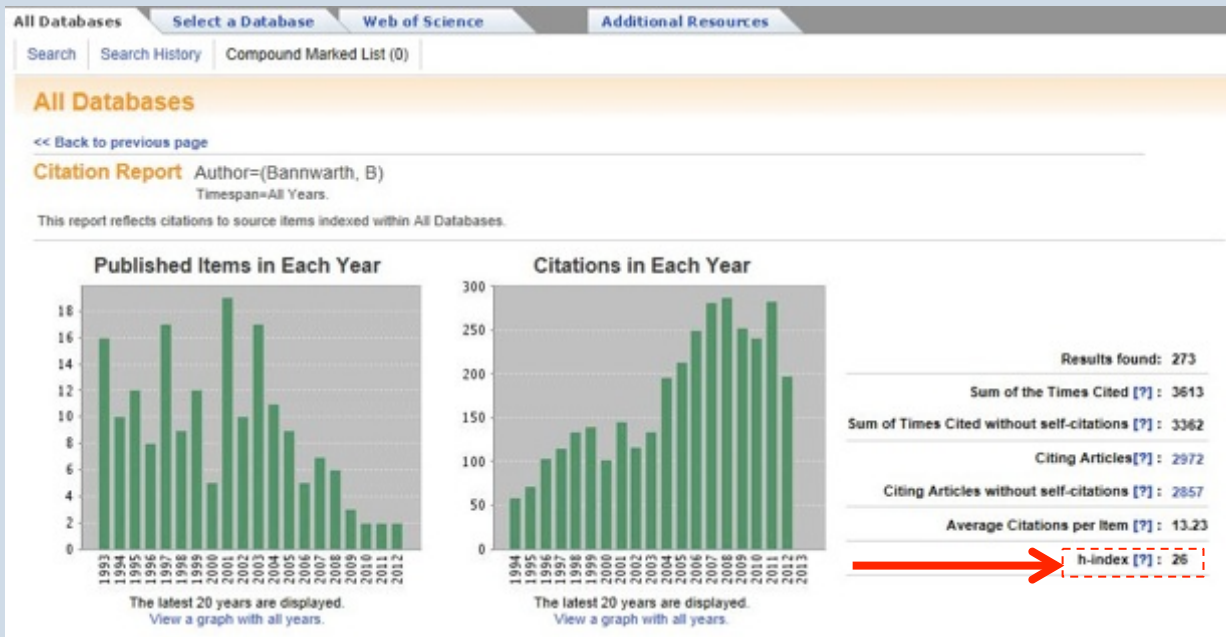 All Databases Select a Database Web of Science Additional Resources
Search Search History Compound Marked List (0)
All Databases
<< Back to previous page
Citation Report Author=(Bannwarth, B)
Timespan=All Years.
This report reflects citations to source items indexed within All Databases.
Published Items in Each Year
18
16
14
12
10
8
6
4
2
0
1993 1994 1995 1996 1997 1998 1999 2000 2001 2002 2003 2004 2005 2006 2007 2008 2009 2010 2011 2012
The latest 20 years are displayed.
View a graph with all years.
Citations in Each Year
300
250
200
150
100
50
0
1994 1995 1996 1997 1998 1999 2000 2001 2002 2003 2004 2005 2006 2007 2008 2009 2010 2011 2012 2013
The latest 20 years are displayed.
View a graph with all years.
Results found: 273
Sum of the Times Cited [?] : 3613
Sum of Times Cited without self-citations [?] : 3362
Citing Articles[?] : 2972
Citing Articles without self-citations [?] : 2857
Average Citations per Item [?] : 13.23
h-index [?] : 26